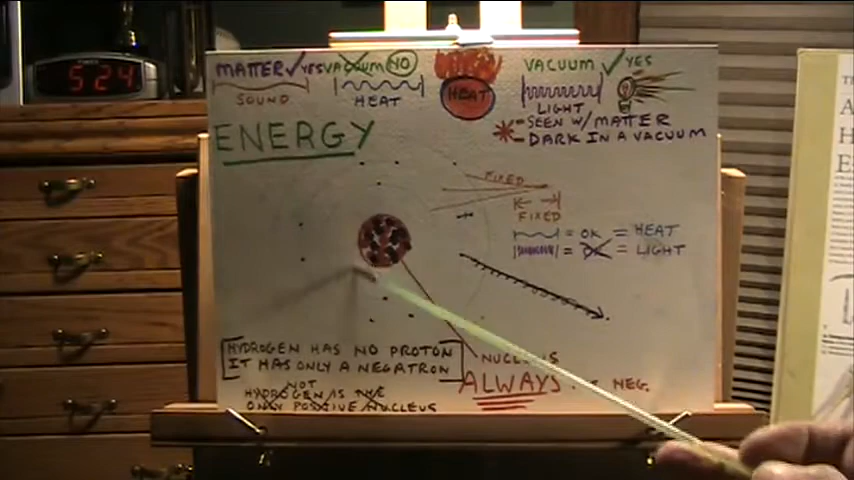 5:24
MATTER ✓YES VACUUM NO VACUUM ✓YES
SOUND HEAT HEAT LIGHT
*= SEEN W/MATTER
- DARK IN A VACUUM
ENERGY
FIXED
FIXED
= OK = HEAT
= OK = LIGHT
HYDROGEN HAS NO PROTON
IT HAS ONLY A NEGATRON
NUCLEUS
ALWAYS NEG.
NOT
HYDROGEN IS THE
ONLY POSITIVE NUCLEUS